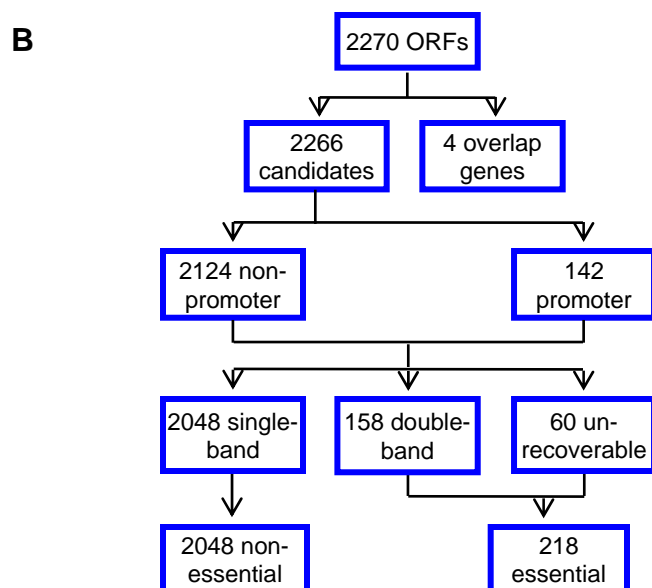 B
2270 ORFs
2266
candidates
4 overlap
genes
2124 non-
promoter
142
promoter
2048 single-
band
158 double-
band
60 un-
recoverable
2048 non-
essential
218
essential